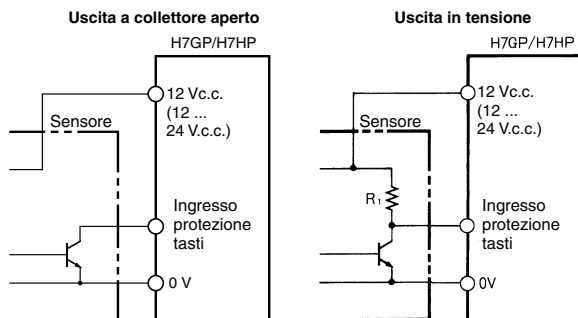 Uscita a collettore aperto
H7GP/H7HP
12 Vc.c.
(12 ...
24 V.c.c.)
Sensore
Ingresso
protezione
tasti
0 V
Uscita in tensione
H7GP/H7HP
12 Vc.c.
(12 ...
24 V.c.c.)
Sensore
R1
Ingresso
protezione
tasti
0V